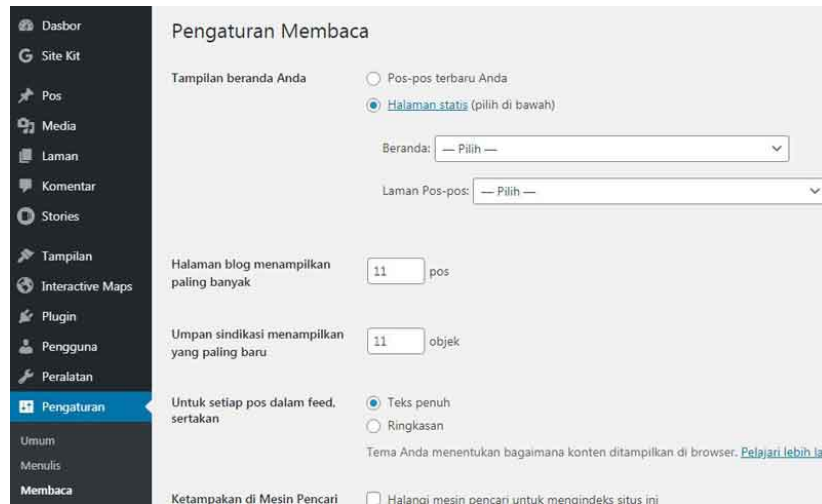 Dasbor
Site Kit
Pos
Media
Laman
Komentar
Stories
Tampilan
Interactive Maps
Plugin
Pengguna
Peralatan
Pengaturan
Umum
Menulis
Membaca
Pengaturan Membaca
Tampilan beranda Anda
Pos-pos terbaru Anda
Halaman statis (pilih di bawah)
Beranda: — Pilih —
Laman Pos-pos: — Pilih —
Halaman blog menampilkan
paling banyak
11 pos
Umpan sindikasi menampilkan
yang paling baru
11 objek
Untuk setiap pos dalam feed,
sertakan
Teks penuh
Ringkasan
Tema Anda menentukan bagaimana konten ditampilkan di browser. Pelajari lebih
Ketampakan di Mesin Pencari
Halangi mesin pencari untuk mengindeks situs ini